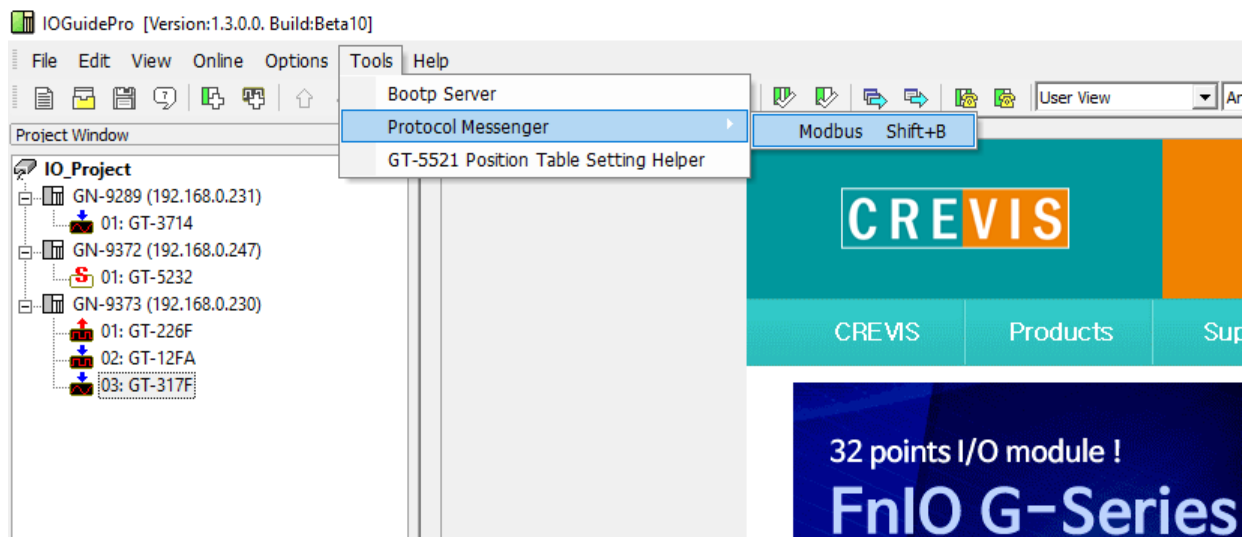 IOGuidePro [Version:1.3.0.0. Build:Beta10]
File Edit View Online Options Tools Help
User View
Bootp Server
Protocol Messenger
GT-5521 Position Table Setting Helper
Modbus Shift+B
Project Window
IO_Project
GN-9289 (192.168.0.231)
01: GT-3714
GN-9372 (192.168.0.247)
01: GT-5232
GN-9373 (192.168.0.230)
01: GT-226F
02: GT-12FA
03: GT-317F
CREVIS
CREVIS Products
32 points I/O module !
FnIO G-Series